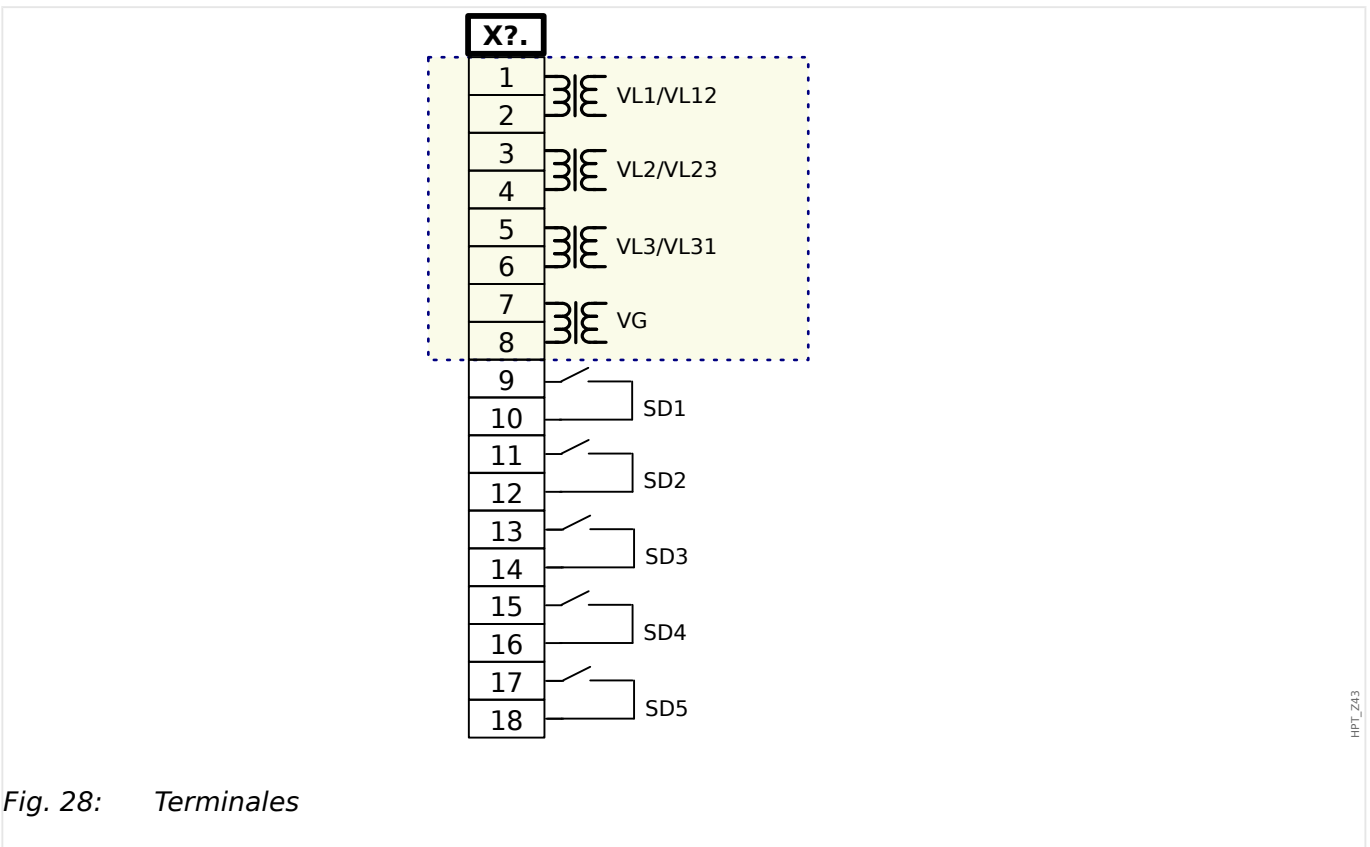 X?.
1
VL1/VL12
2
3
VL2/VL23
4
5
VL3/VL31
6
7
VG
8
9
SD1
10
11
SD2
12
13
SD3
14
15
SD4
16
17
SD5
18
HPT_Z43
Fig. 28: Terminales